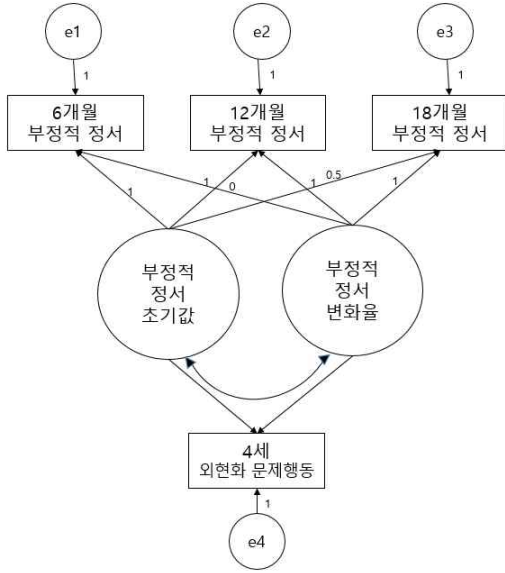 e1
e2
e3
1
1
1
6개월
부정적 정서
12개월
부정적 정서
18개월
부정적 정서
1
1
0
1
0.5
1
부정적
정서
초기값
부정적
정서
변화율
4세
외현화 문제행동
1
e4